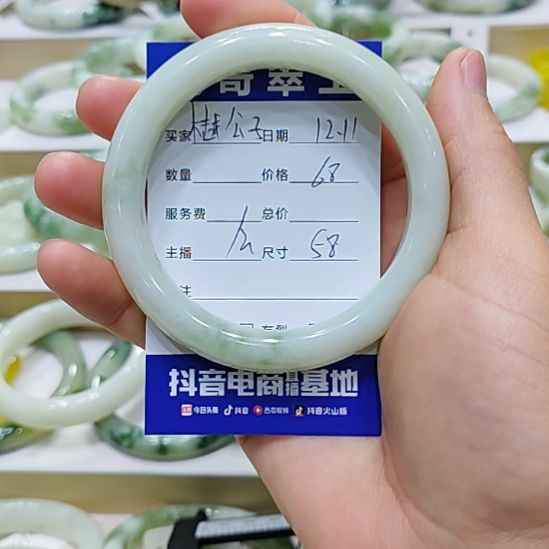 奇翠
买家 樾公子 日期 12.11
数量 价格 68
服务费 总价
主播 尺寸 58
注
抖音电商直播基地
今日头条 抖音 西瓜视频 抖音火山版